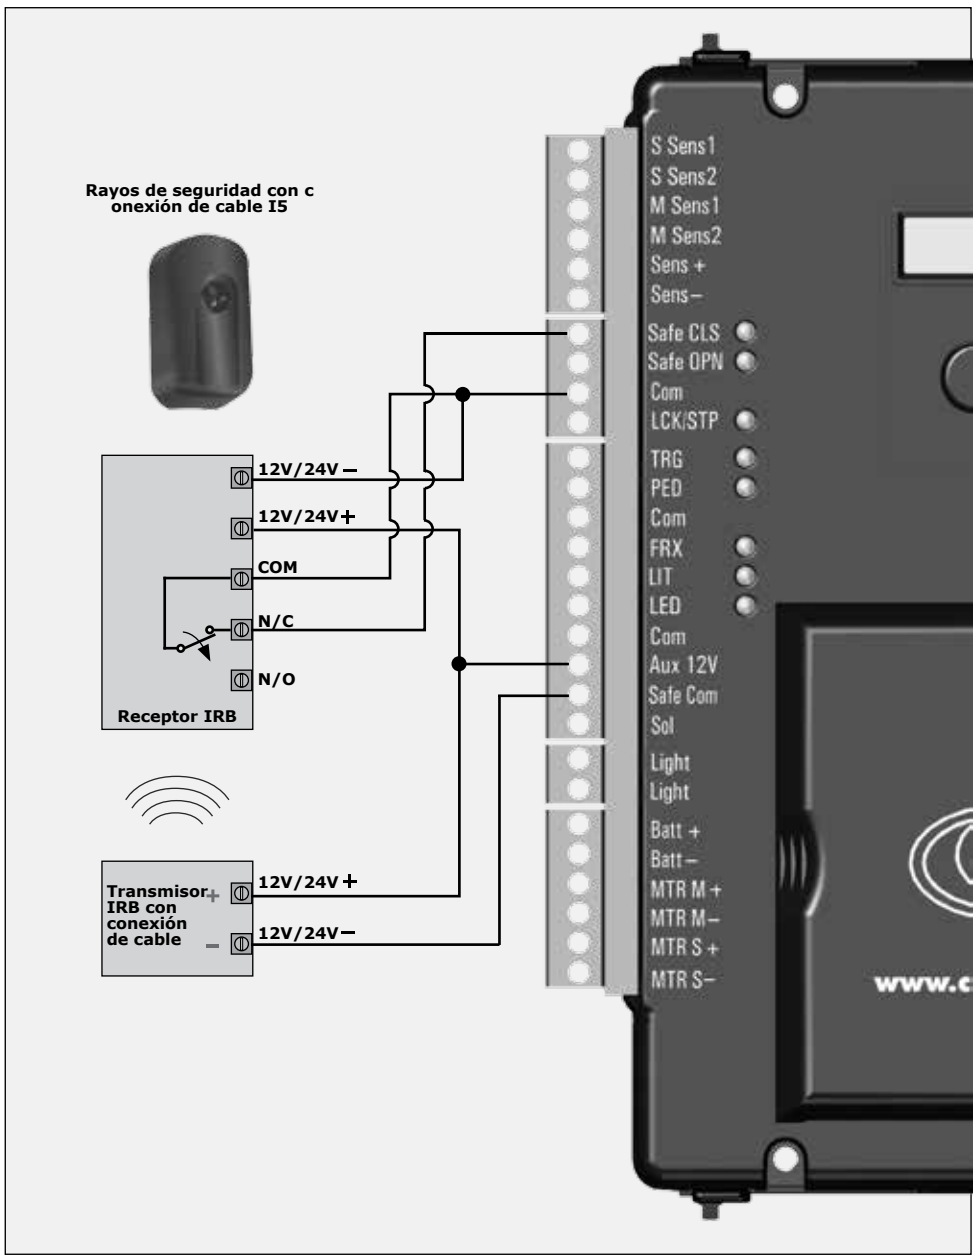 Rayos de seguridad con c
onexión de cable I5
12V/24V –
12V/24V +
COM
N/C
N/O
Receptor IRB
Transmisor
IRB con
conexión
de cable
+
–
12V/24V +
12V/24V –
S Sens1
S Sens2
M Sens1
M Sens2
Sens +
Sens–
Safe CLS
Safe OPN
Com
LCK/STP
TRG
PED
Com
FRX
LIT
LED
Com
Aux 12V
Safe Com
Sol
Light
Light
Batt +
Batt–
MTR M +
MTR M–
MTR S +
MTR S–
www.c